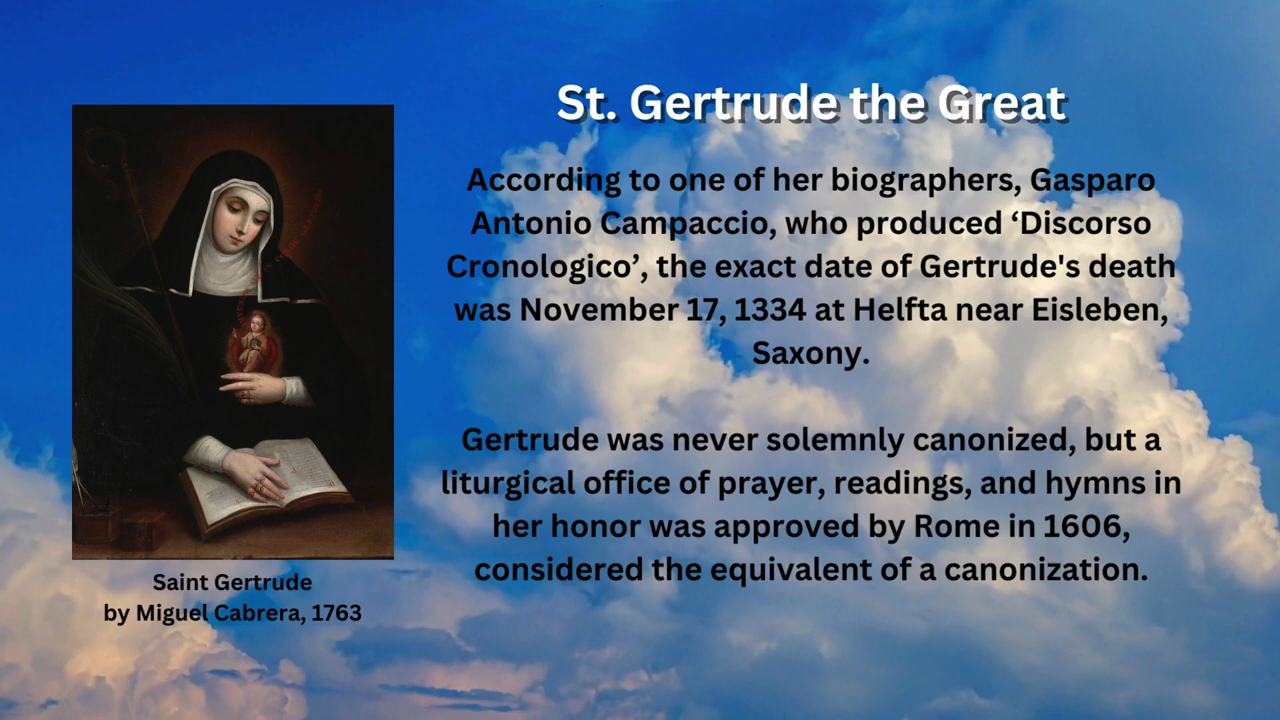 St. Gertrude the Great
According to one of her biographers, Gasparo
Antonio Campaccio, who produced ‘Discorso
Cronologico’, the exact date of Gertrude's death
was November 17, 1334 at Helfta near Eisleben,
Saxony.
Gertrude was never solemnly canonized, but a
liturgical office of prayer, readings, and hymns in
her honor was approved by Rome in 1606,
considered the equivalent of a canonization.
Saint Gertrude
by Miguel Cabrera, 1763